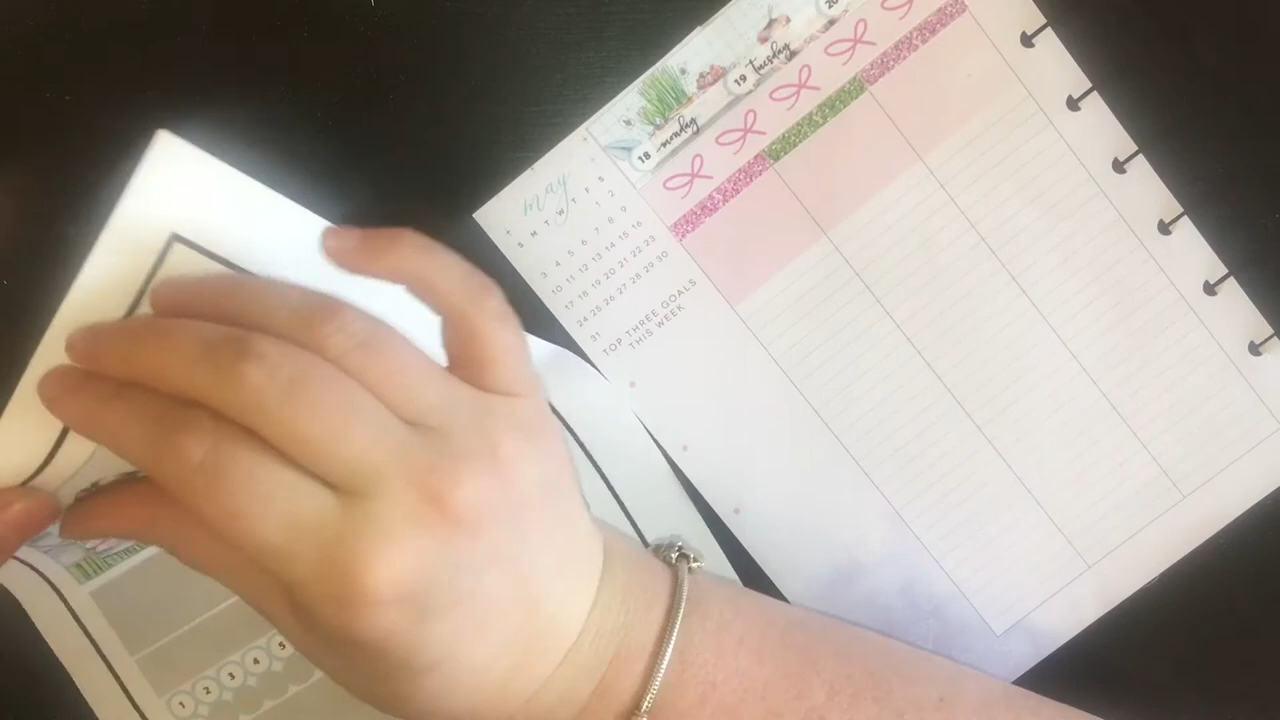 20
19 Tuesday
18 monday
may
S M T W T F S
1 2
3 4 5 6 7 8 9
10 11 12 13 14 15 16
17 18 19 20 21 22 23
24 25 26 27 28 29 30
31
TOP THREE GOALS
THIS WEEK
1 2 3 4 5